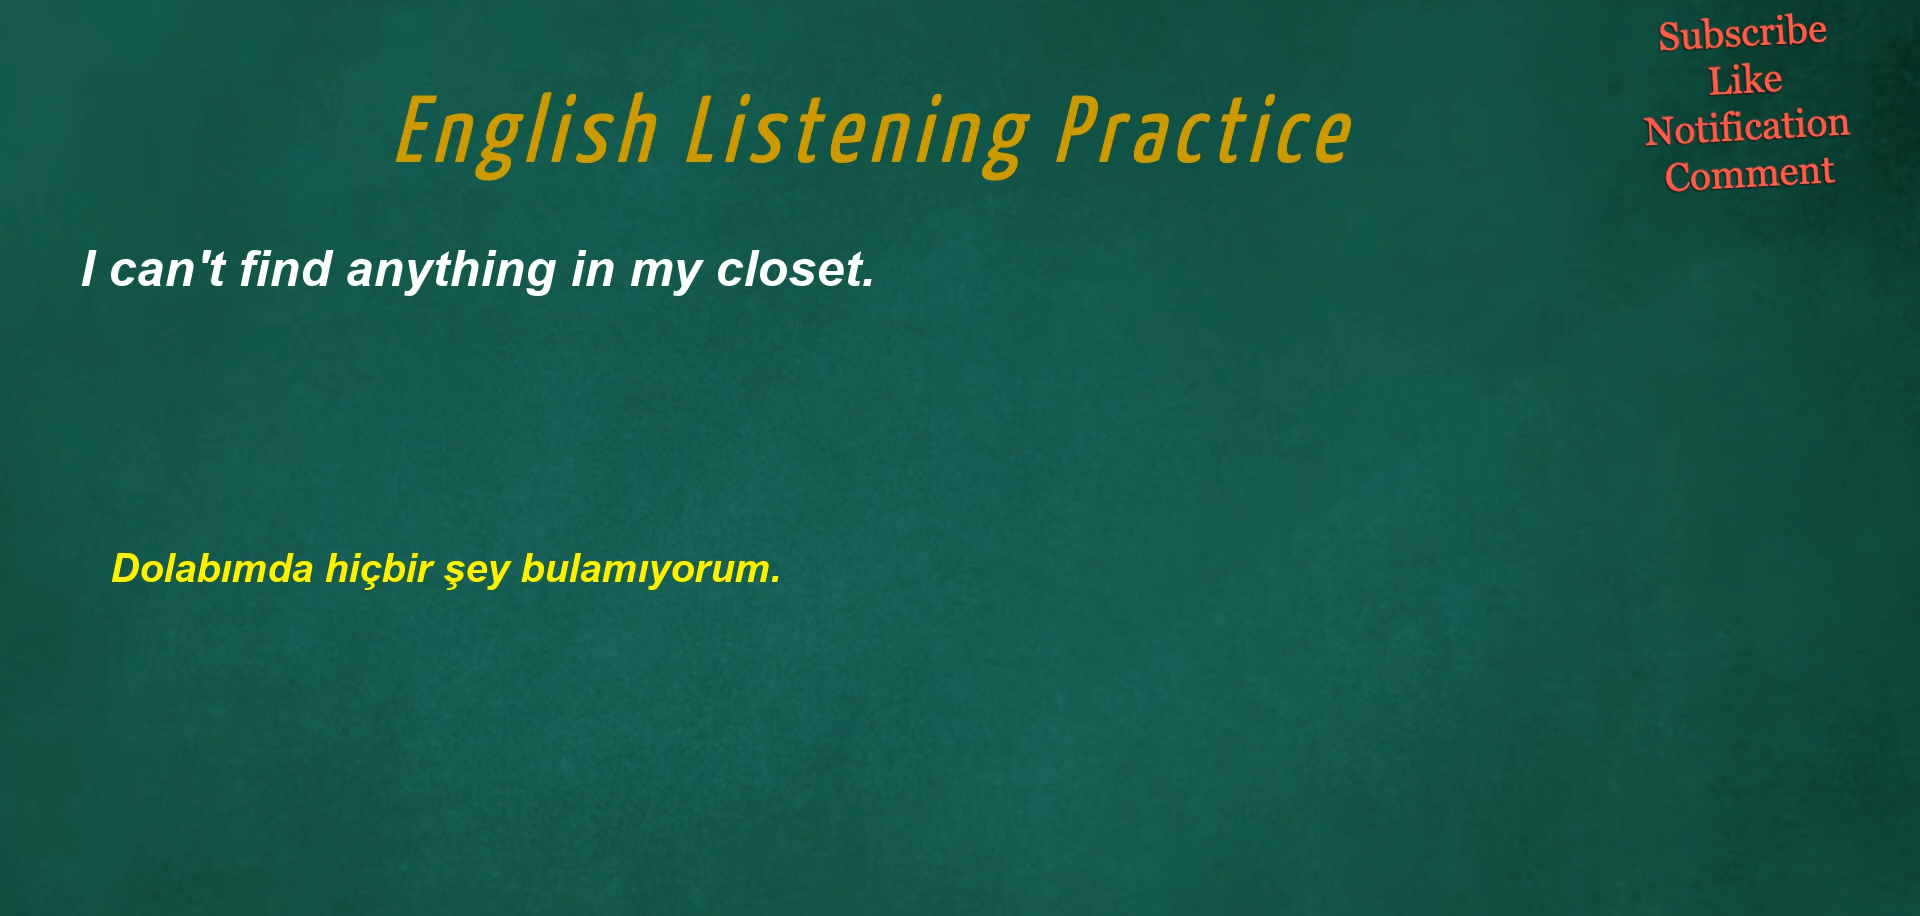 Subscribe
Like
Notification
Comment
English Listening Practice
I can't find anything in my closet.
Dolabımda hiçbir şey bulamıyorum.